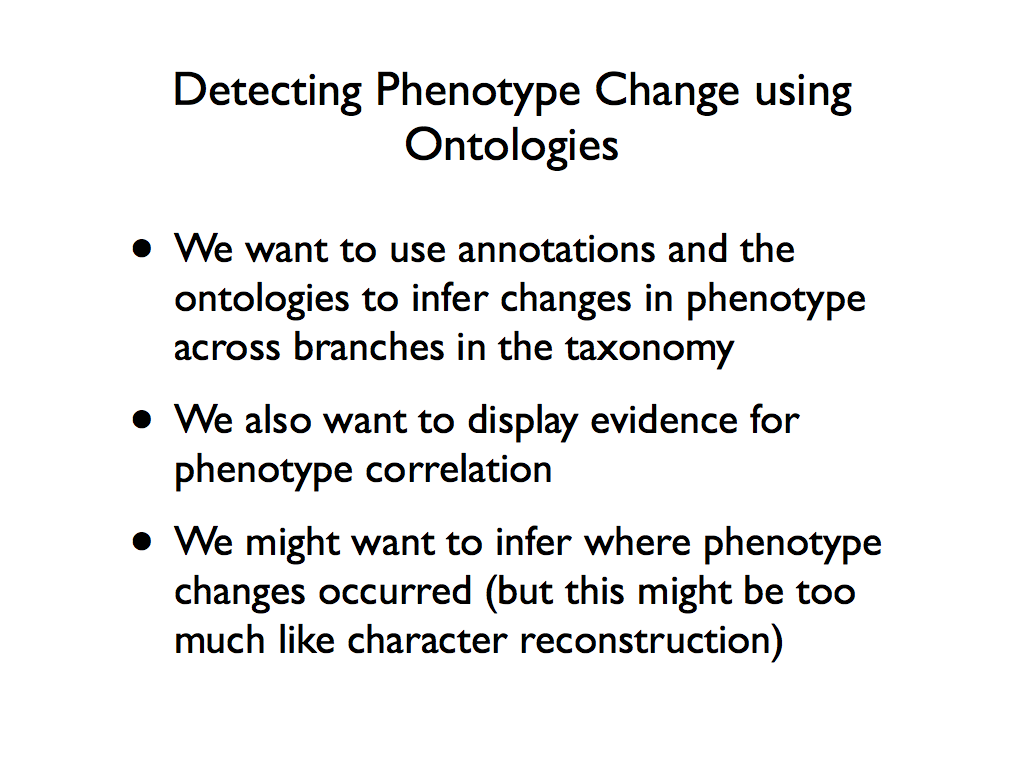 Detecting Phenotype Change using
Ontologies
• We want to use annotations and the
ontologies to infer changes in phenotype
across branches in the taxonomy
• We also want to display evidence for
phenotype correlation
• We might want to infer where phenotype
changes occurred (but this might be too
much like character reconstruction)